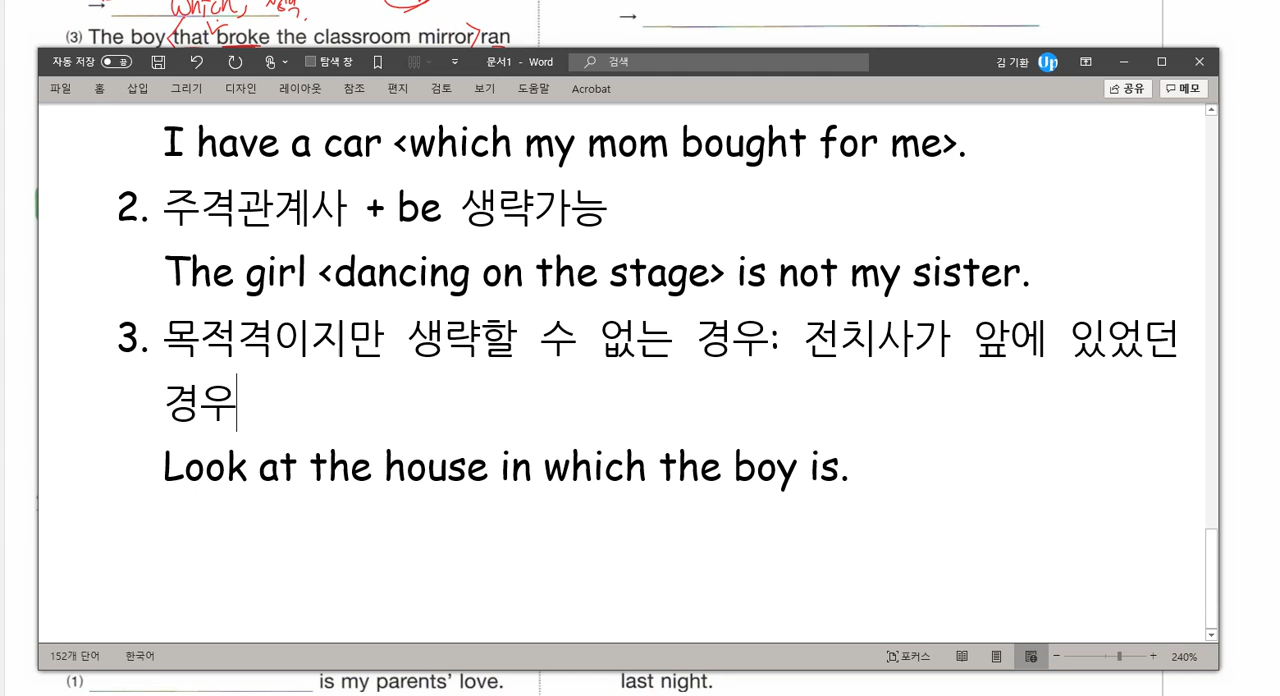 which,
(3) The boy <that broke the classroom mirror> ran
자동 저장 끔 탐색 창 문서1 - Word 검색 김 기환
파일 홈 삽입 그리기 디자인 레이아웃 참조 편지 검토 보기 도움말 Acrobat 공유 메모
I have a car <which my mom bought for me>.
2. 주격관계사 + be 생략가능
The girl <dancing on the stage> is not my sister.
3. 목적격이지만 생략할 수 없는 경우: 전치사가 앞에 있었던
경우
Look at the house in which the boy is.
152개 단어 한국어 포커스 240%
(1) is my parents' love.
last night.